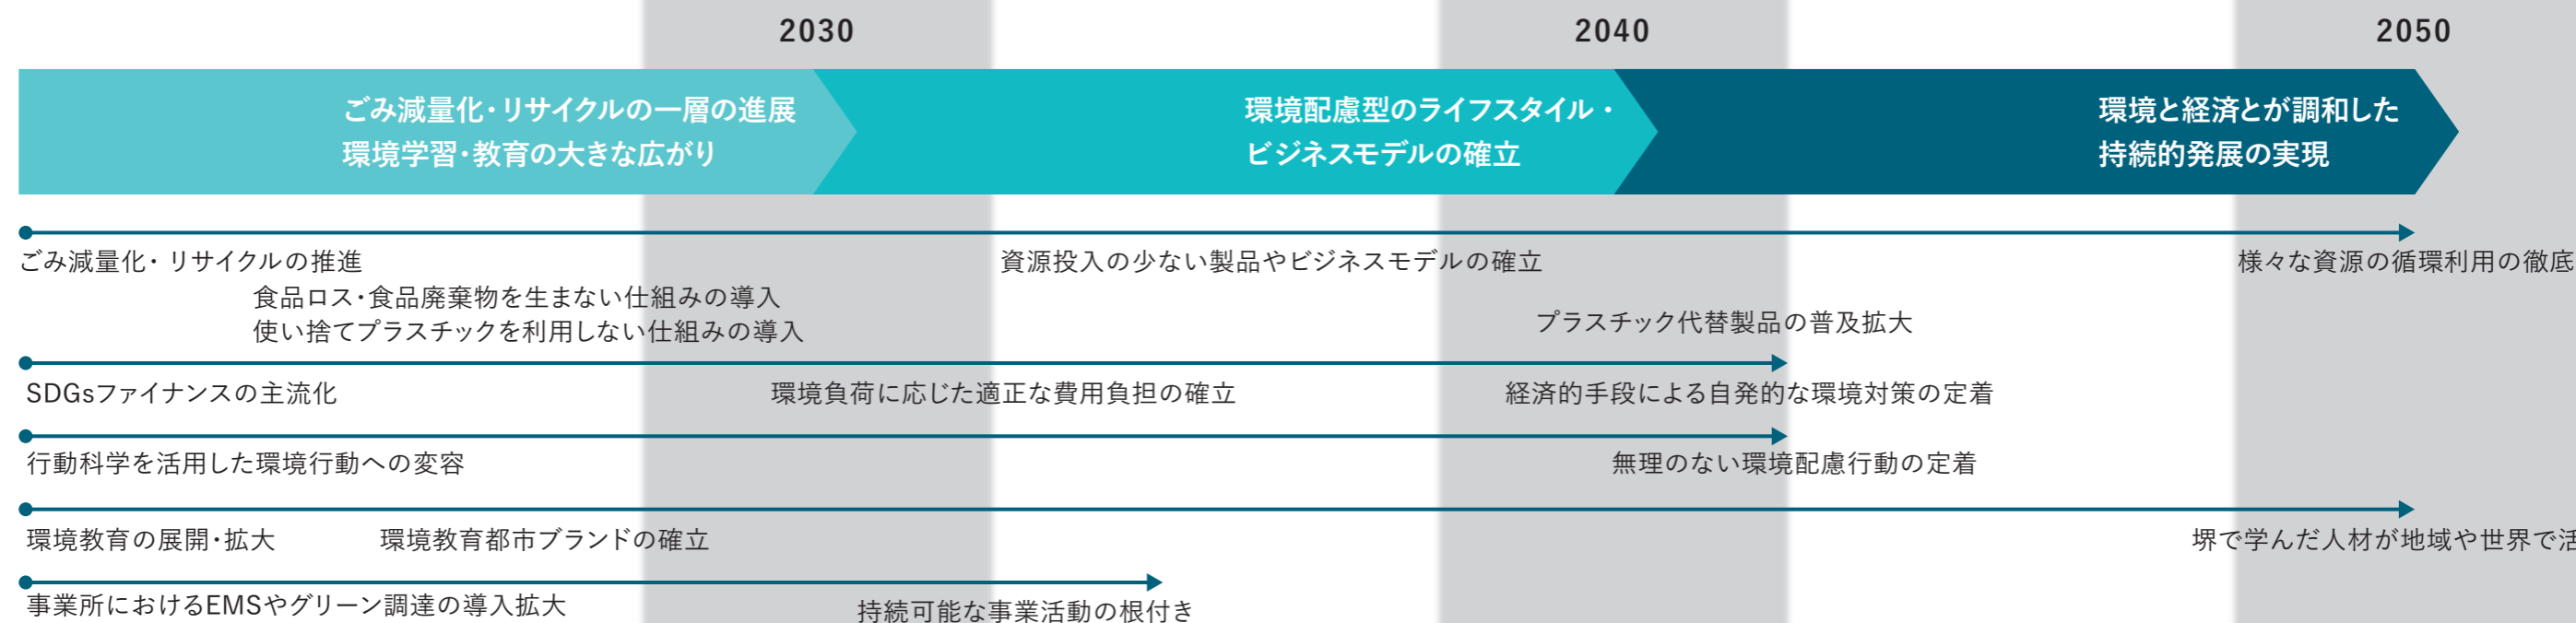 2030
2040
2050
ごみ減量化・リサイクルの一層の進展
環境学習・教育の大きな広がり
環境配慮型のライフスタイル・
ビジネスモデルの確立
環境と経済とが調和した
持続的発展の実現
ごみ減量化・リサイクルの推進
資源投入の少ない製品やビジネスモデルの確立
様々な資源の循環利用の徹底
食品ロス・食品廃棄物を生まない仕組みの導入
使い捨てプラスチックを利用しない仕組みの導入
プラスチック代替製品の普及拡大
SDGsファイナンスの主流化
環境負荷に応じた適正な費用負担の確立
経済的手段による自発的な環境対策の定着
行動科学を活用した環境行動への変容
無理のない環境配慮行動の定着
環境教育の展開・拡大
環境教育都市ブランドの確立
堺で学んだ人材が地域や世界で
事業所におけるEMSやグリーン調達の導入拡大
持続可能な事業活動の根付き